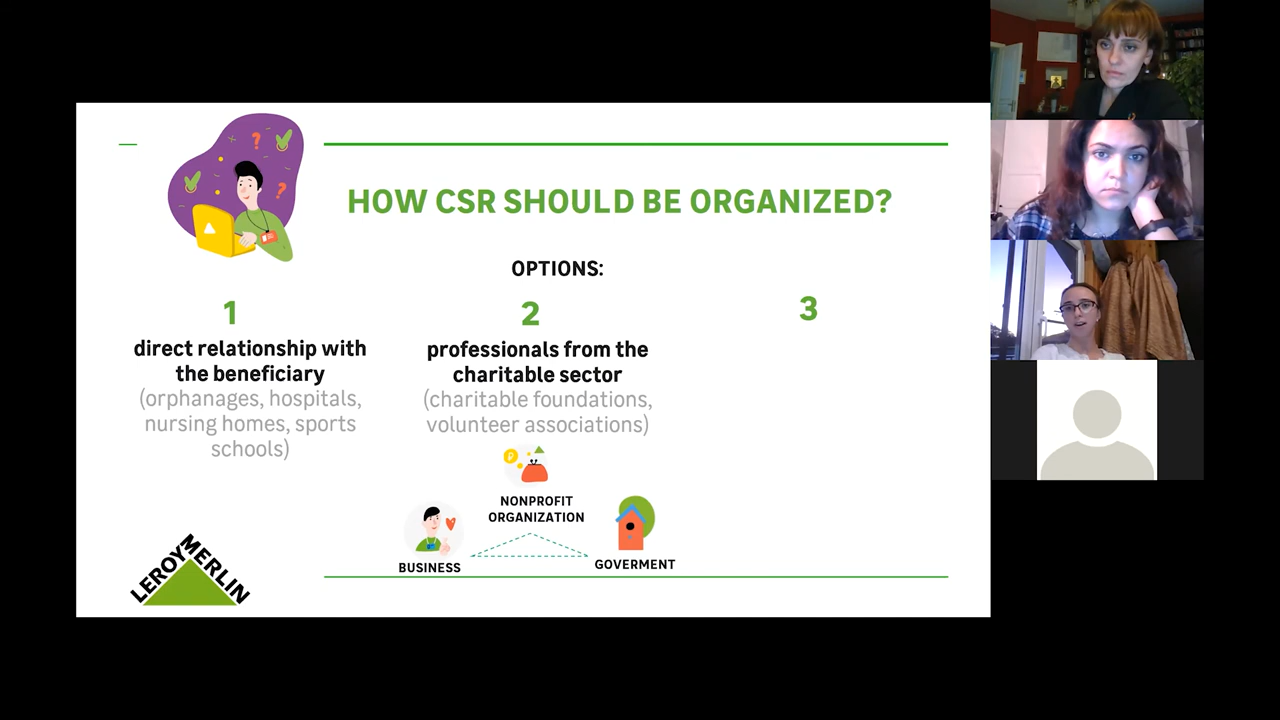 HOW CSR SHOULD BE ORGANIZED?
OPTIONS:
1
direct relationship with
the beneficiary
(orphanages, hospitals,
nursing homes, sports
schools)
2
professionals from the
charitable sector
(charitable foundations,
volunteer associations)
NONPROFIT
ORGANIZATION
BUSINESS
GOVERMENT
3
LEROY MERLIN